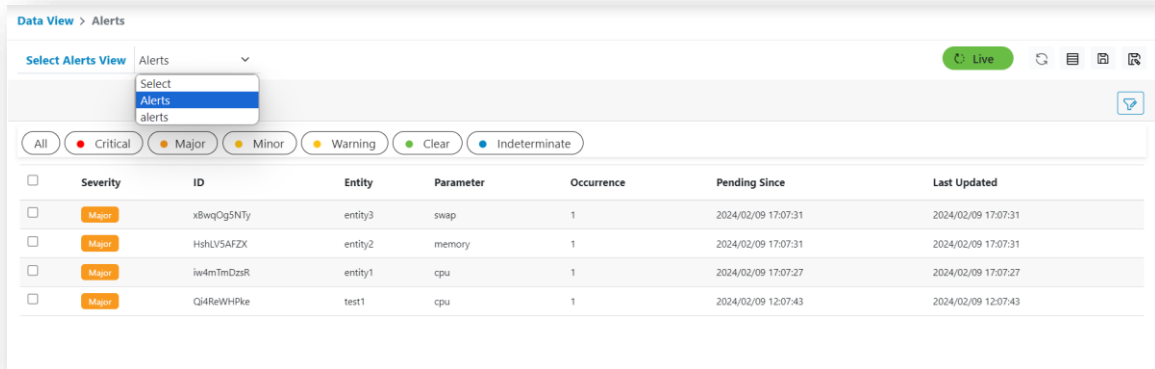 Data View > Alerts
Select Alerts View Alerts Live
Select
Alerts
alerts
All Critical Major Minor Warning Clear Indeterminate
Severity ID Entity Parameter Occurrence Pending Since Last Updated
Major xBwqOg5NTy entity3 swap 1 2024/02/09 17:07:31 2024/02/09 17:07:31
Major HshLV5AFZX entity2 memory 1 2024/02/09 17:07:31 2024/02/09 17:07:31
Major iw4mTmDzsR entity1 cpu 1 2024/02/09 17:07:27 2024/02/09 17:07:27
Major Qi4ReWHPke test1 cpu 1 2024/02/09 12:07:43 2024/02/09 12:07:43